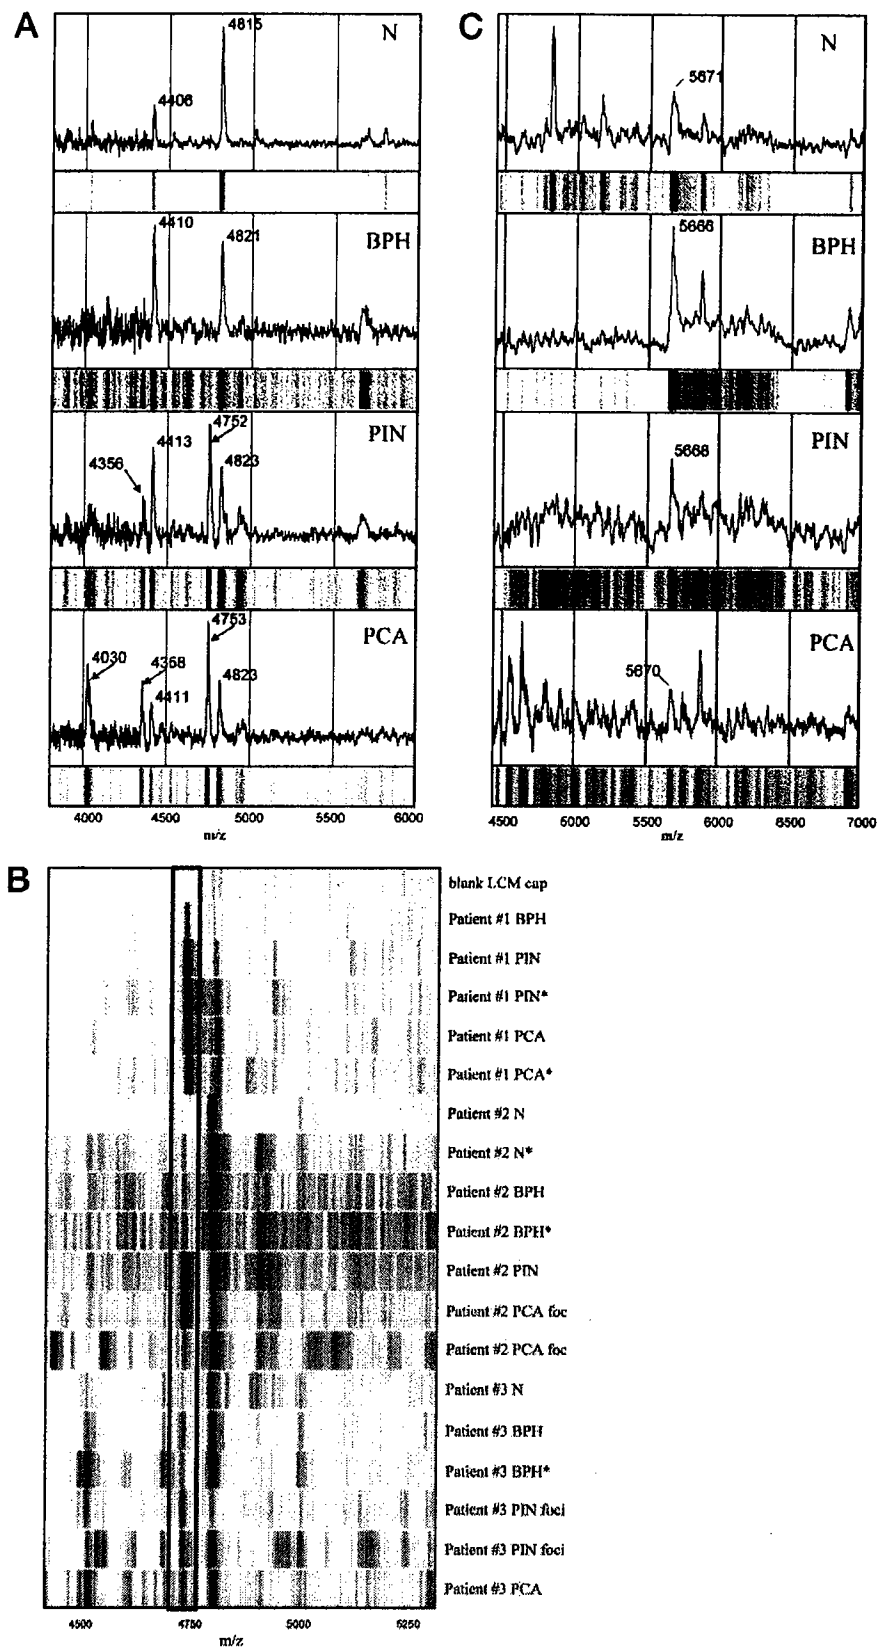 A
N
4815
4406
BPH
4410
4821
PIN
4752
4413
4356
4823
PCA
4753
4030
4368
4411
4823
4000 4500 5000 5500 6000
m/z
C
N
5671
BPH
5666
PIN
5668
PCA
5670
4500 5000 5500 6000 6500 7000
m/z
B
blank LCM cap
Patient #1 BPH
Patient #1 PIN
Patient #1 PIN*
Patient #1 PCA
Patient #1 PCA*
Patient #2 N
Patient #2 N*
Patient #2 BPH
Patient #2 BPH*
Patient #2 PIN
Patient #2 PCA foc
Patient #2 PCA foc
Patient #3 N
Patient #3 BPH
Patient #3 BPH*
Patient #3 PIN foci
Patient #3 PIN foci
Patient #3 PCA
4500 4750 5000 5250
m/z